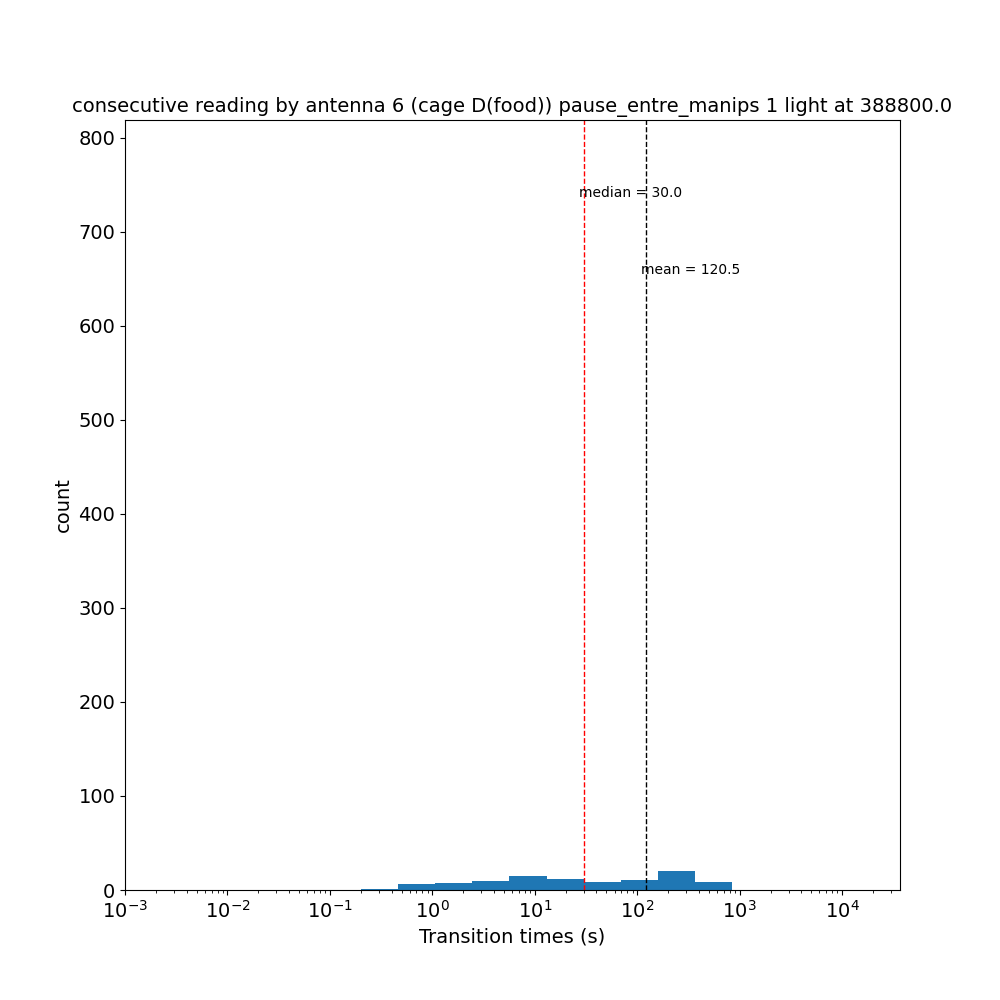 consecutive reading by antenna 6 (cage D(food)) pause_entre_manips 1 light at 388800.0
800
median = 30.0
700
mean = 120.5
600
500
count
400
300
200
100
0
10⁻³ 10⁻² 10⁻¹ 10⁰ 10¹ 10² 10³ 10⁴
Transition times (s)